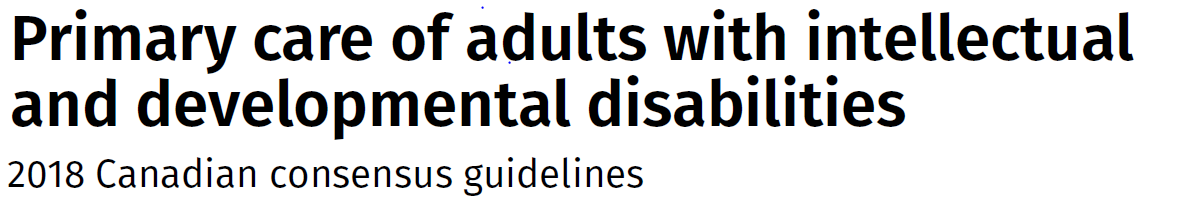 Primary care of adults with intellectual
and developmental disabilities
2018 Canadian consensus guidelines